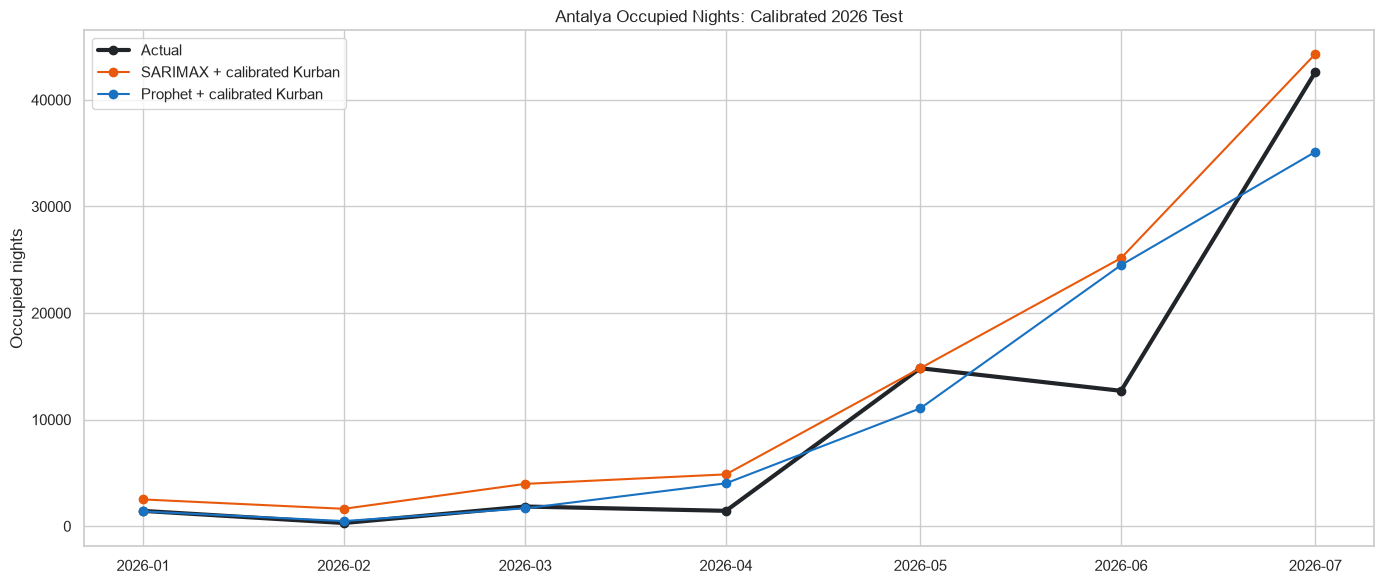 Antalya Occupied Nights: Calibrated 2026 Test
Actual
SARIMAX + calibrated Kurban
Prophet + calibrated Kurban
Occupied nights
40000
30000
20000
10000
0
2026-01 2026-02 2026-03 2026-04 2026-05 2026-06 2026-07